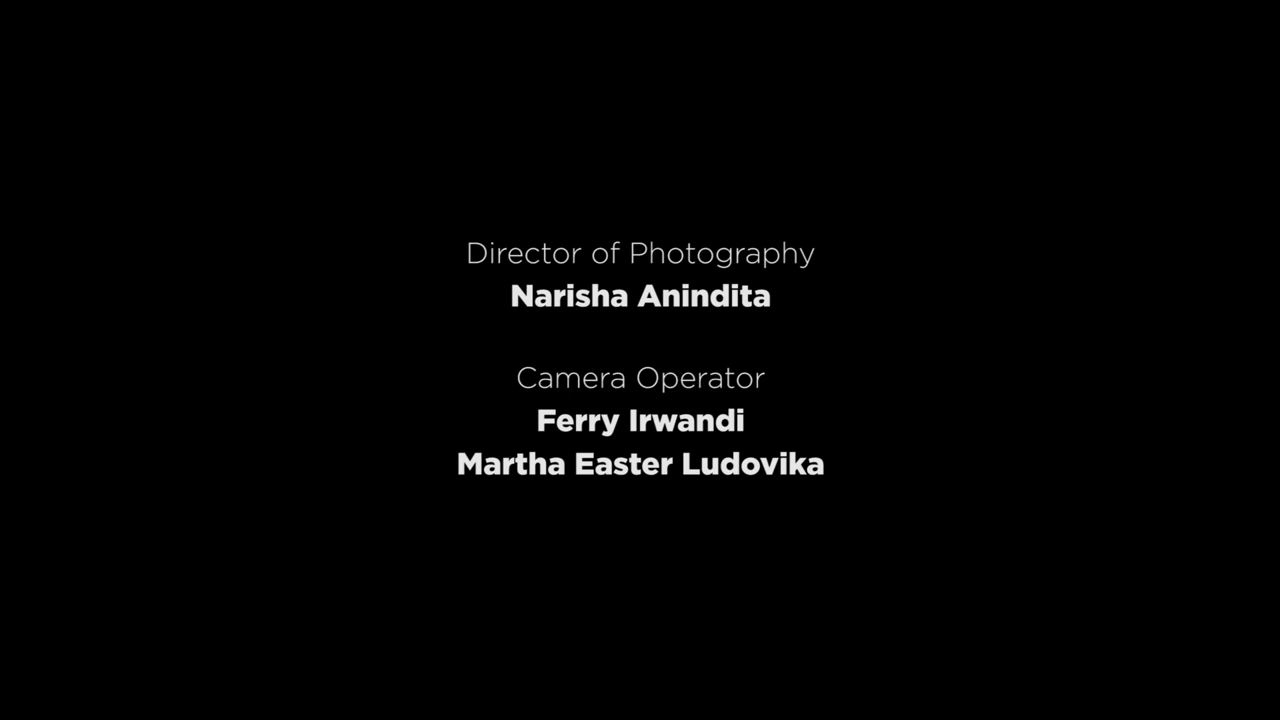 Director of Photography
Narisha Anindita
Camera Operator
Ferry Irwandi
Martha Easter Ludovika